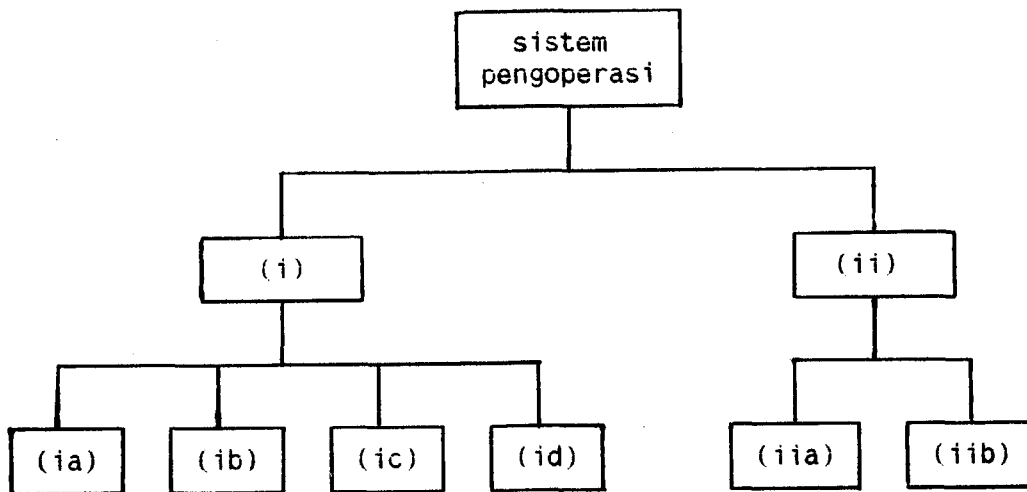 sistem
pengoperasi
(i)
(ii)
(ia)
(ib)
(ic)
(id)
(iia)
(iib)